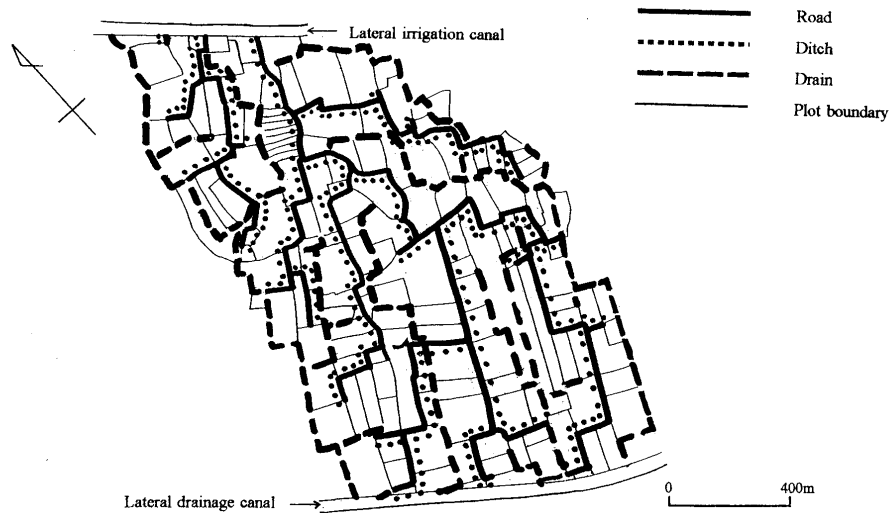 Lateral irrigation canal
Road
Ditch
Drain
Plot boundary
Lateral drainage canal
0 400m